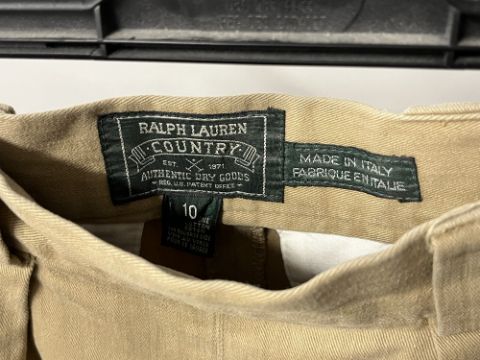 RALPH LAUREN
COUNTRY
EST. 1971
AUTHENTIC DRY GOODS
REG. U.S. PATENT OFFICE
MADE IN ITALY
FABRIQUE EN ITALIE
10